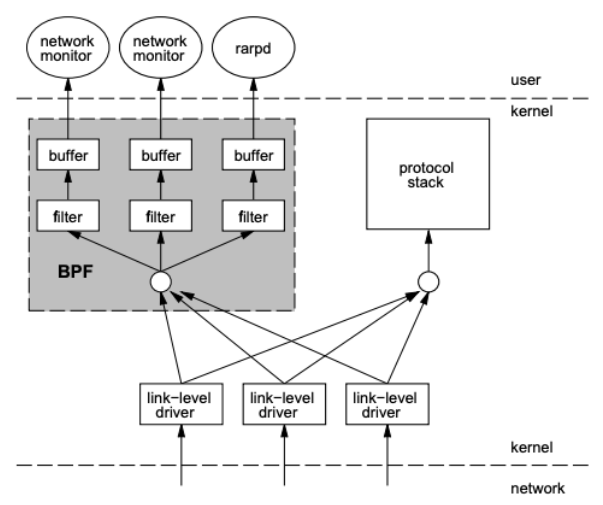 network
monitor
network
monitor
rarpd
user
kernel
buffer
buffer
buffer
protocol
stack
filter
filter
filter
BPF
link-level
driver
link-level
driver
link-level
driver
kernel
network